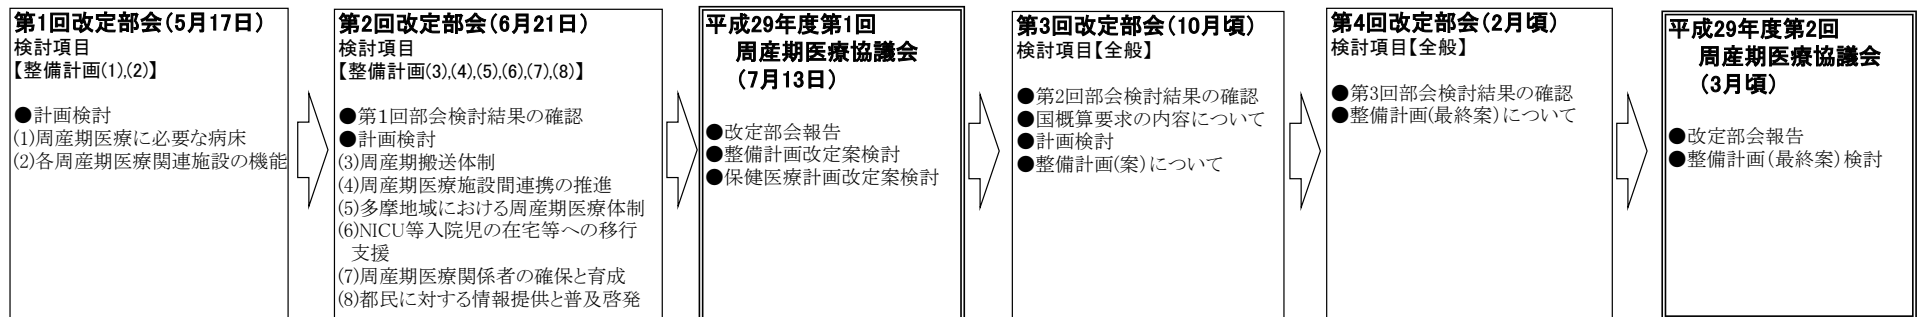 第1回改定部会(5月17日)
検討項目
【整備計画(1),(2)】
●計画検討
(1)周産期医療に必要な病床
(2)各周産期医療関連施設の機能
第2回改定部会(6月21日)
検討項目
【整備計画(3),(4),(5),(6),(7),(8)】
●第1回部会検討結果の確認
●計画検討
(3)周産期搬送体制
(4)周産期医療施設間連携の推進
(5)多摩地域における周産期医療体制
(6)NICU等入院児の在宅等への移行
支援
(7)周産期医療関係者の確保と育成
(8)都民に対する情報提供と普及啓発
平成29年度第1回
周産期医療協議会
(7月13日)
●改定部会報告
●整備計画改定案検討
●保健医療計画改定案検討
第3回改定部会(10月頃)
検討項目【全般】
●第2回部会検討結果の確認
●国概算要求の内容について
●計画検討
●整備計画(案)について
第4回改定部会(2月頃)
検討項目【全般】
●第3回部会検討結果の確認
●整備計画(最終案)について
平成29年度第2回
周産期医療協議会
(3月頃)
●改定部会報告
●整備計画(最終案)検討